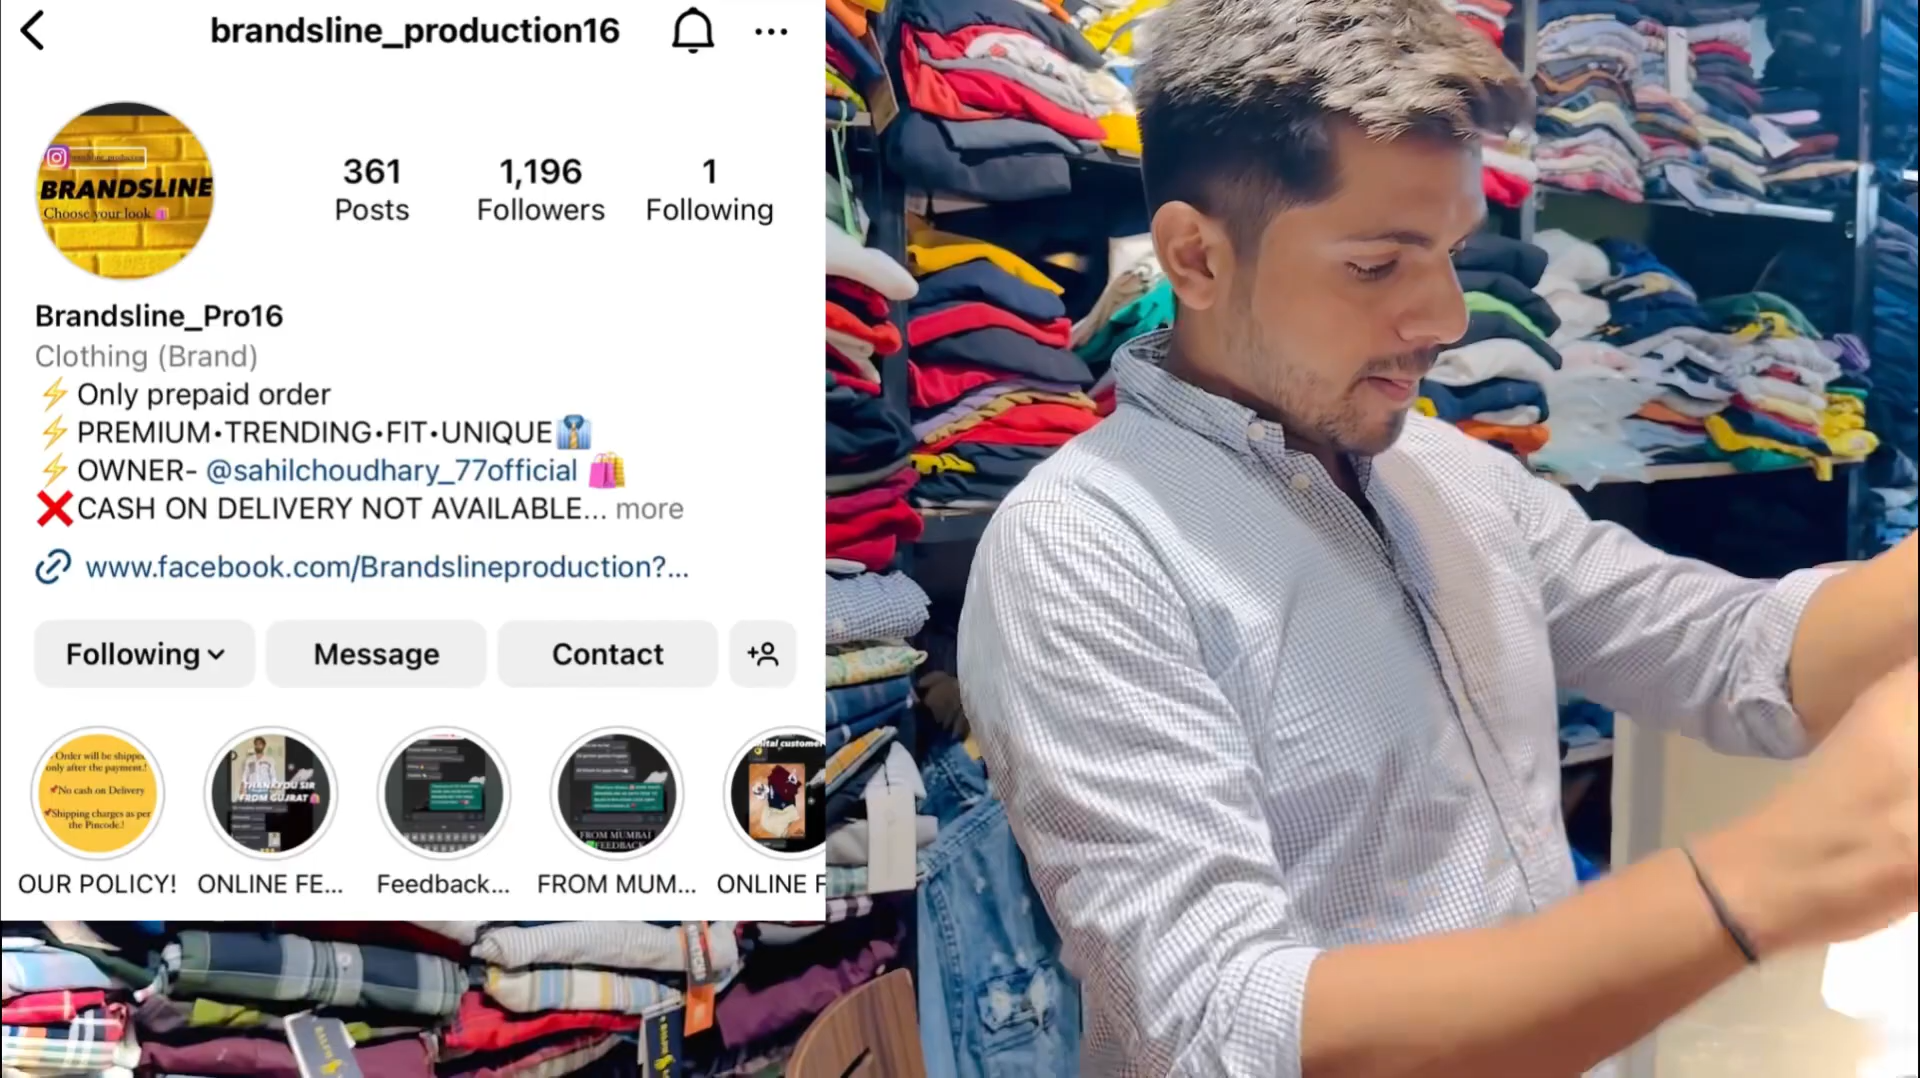 brandsline_production16
BRANDSLINE
Choose your look
361
Posts
1,196
Followers
1
Following
Brandsline_Pro16
Clothing (Brand)
⚡ Only prepaid order
⚡ PREMIUM•TRENDING•FIT•UNIQUE👔
⚡ OWNER- @sahilchoudhary_77official 🛍️
❌CASH ON DELIVERY NOT AVAILABLE... more
www.facebook.com/Brandslineproduction?...
Following
Message
Contact
Order will be shipped
only after the payment.!
No cash on Delivery
Shipping charges as per
the Pincode.!
THANKYOU SIR
FROM GUJRAT
FROM MUMBAI
FEEDBACK
customer
OUR POLICY!
ONLINE FE...
Feedback...
FROM MUM...
ONLINE F